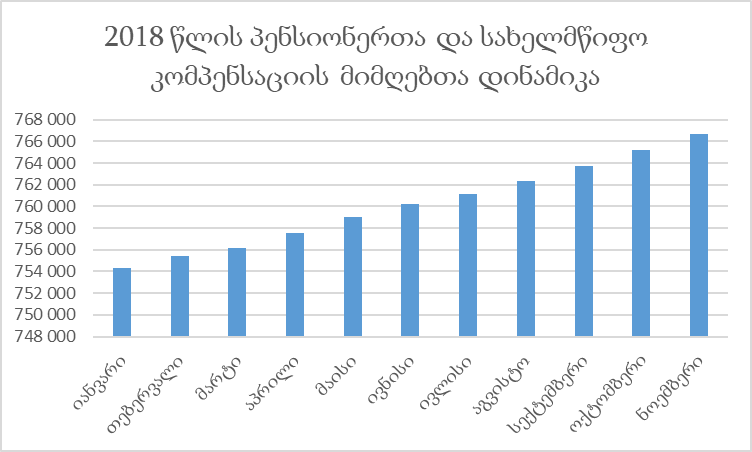 2018 წლის პენსიონერთა და სახელმწიფო
კომპენსაციის მიმღებთა დინამიკა
768 000
766 000
764 000
762 000
760 000
758 000
756 000
754 000
752 000
750 000
748 000
იანვარი
თებერვალი
მარტი
აპრილი
მაისი
ივნისი
ივლისი
აგვისტო
სექტემბერი
ოქტომბერი
ნოემბერი